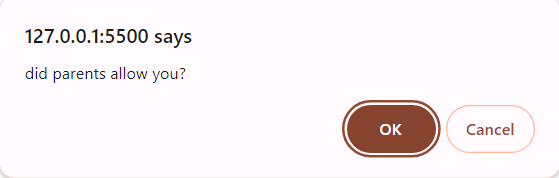 127.0.0.1:5500 says
did parents allow you?
OK Cancel